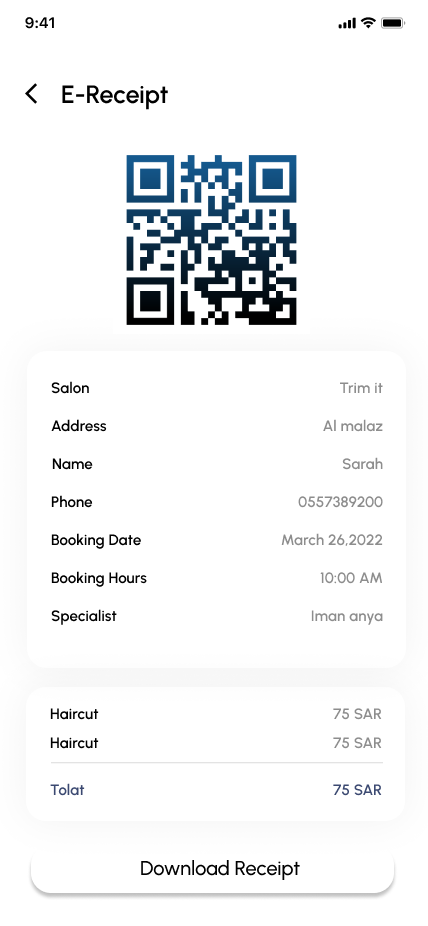 9:41
E-Receipt
Salon Trim it
Address Al malaz
Name Sarah
Phone 0557389200
Booking Date March 26,2022
Booking Hours 10:00 AM
Specialist Iman anya
Haircut 75 SAR
Haircut 75 SAR
Tolat 75 SAR
Download Receipt